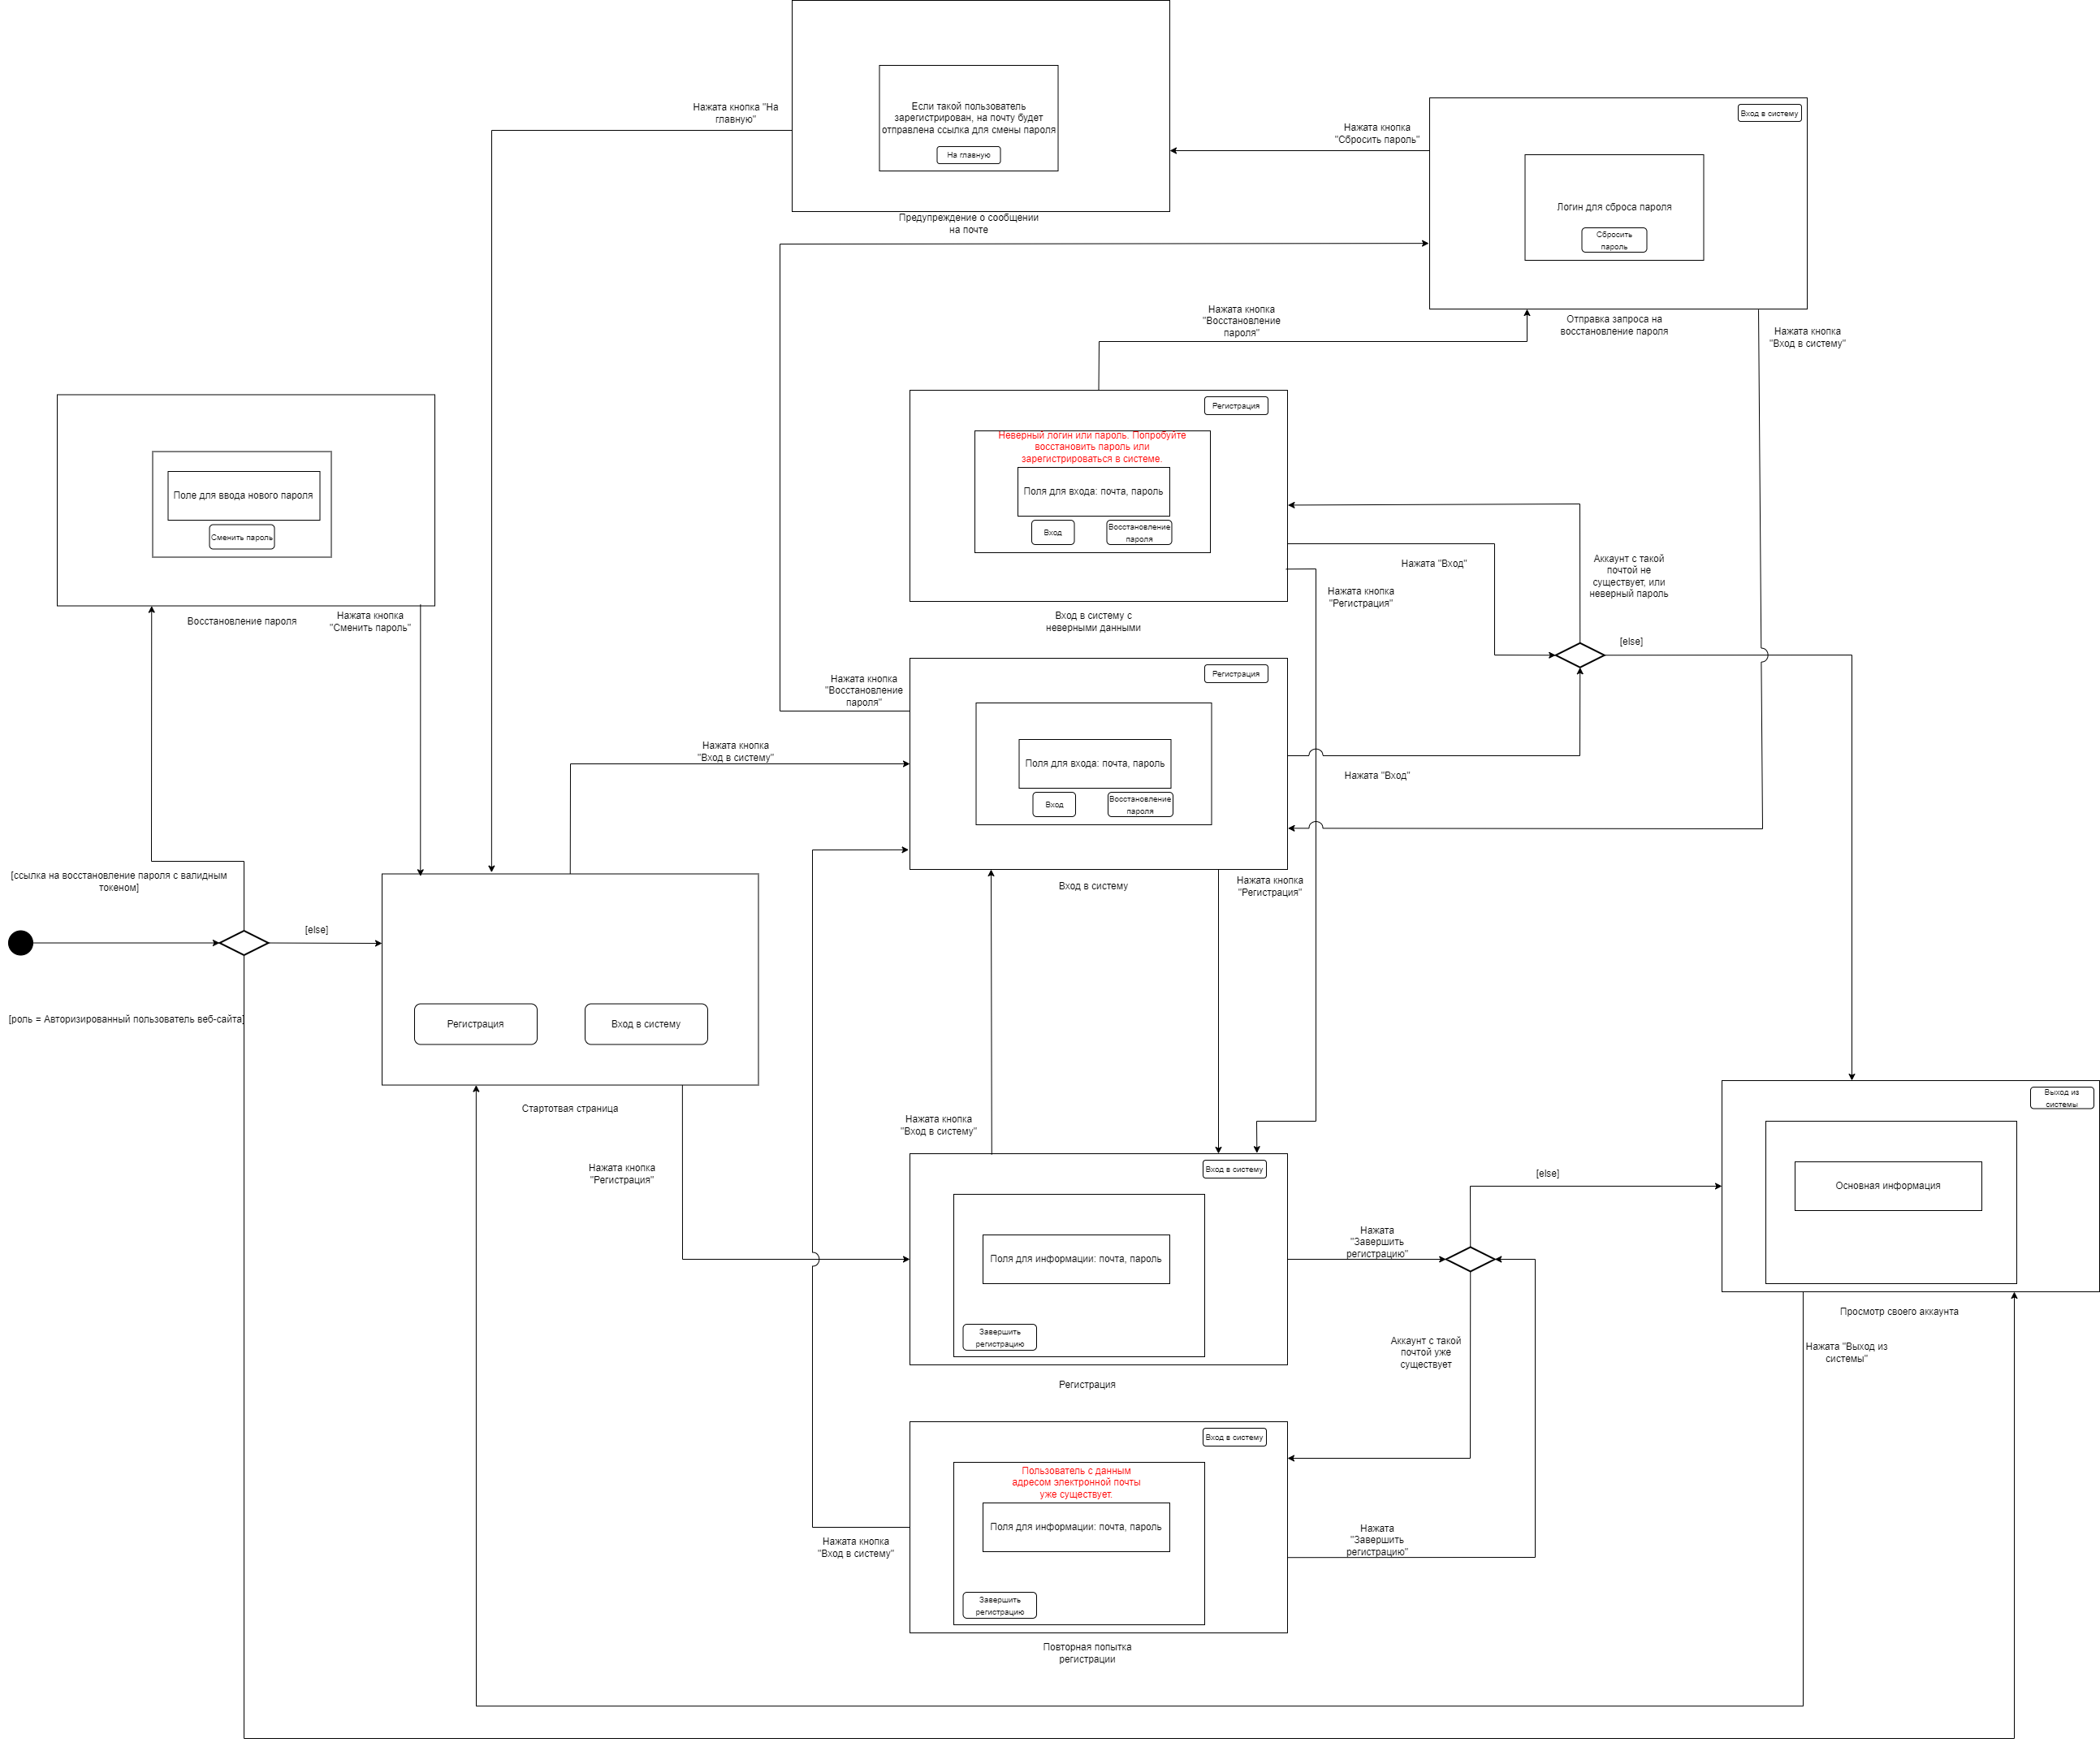 Нажата кнопка "На
главную"
Если такой пользователь
зарегистрирован, на почту будет
отправлена ссылка для смены пароля
На главную
Предупреждение о сообщении
на почте
Нажата кнопка
"Сбросить пароль"
Вход в систему
Логин для сброса пароля
Сбросить
пароль
Отправка запроса на
восстановление пароля
Нажата кнопка
"Вход в систему"
Нажата кнопка
"Восстановление
пароля"
Поле для ввода нового пароля
Сменить пароль
Восстановление пароля
Нажата кнопка
"Сменить пароль"
Регистрация
Неверный логин или пароль. Попробуйте
восстановить пароль или
зарегистрироваться в системе.
Поля для входа: почта, пароль
Вход
Восстановление
пароля
Вход в систему с
неверными данными
Нажата "Вход"
Нажата кнопка
"Регистрация"
Аккаунт с такой
почтой не
существует, или
неверный пароль
[else]
Нажата кнопка
"Восстановление
пароля"
Нажата кнопка
"Вход в систему"
Регистрация
Поля для входа: почта, пароль
Вход
Восстановление
пароля
Вход в систему
Нажата "Вход"
Нажата кнопка
"Регистрация"
[ссылка на восстановление пароля с валидным
токеном]
[else]
[роль = Авторизированный пользователь веб-сайта]
Регистрация
Вход в систему
Стартотвая страница
Нажата кнопка
"Регистрация"
Нажата кнопка
"Вход в систему"
Вход в систему
Поля для информации: почта, пароль
Завершить
регистрацию
Регистрация
Нажата
"Завершить
регистрацию"
[else]
Аккаунт с такой
почтой уже
существует
Выход из
системы
Основная информация
Просмотр своего аккаунта
Нажата "Выход из
системы"
Вход в систему
Пользователь с данным
адресом электронной почты
уже существует.
Поля для информации: почта, пароль
Завершить
регистрацию
Повторная попытка
регистрации
Нажата кнопка
"Вход в систему"
Нажата
"Завершить
регистрацию"